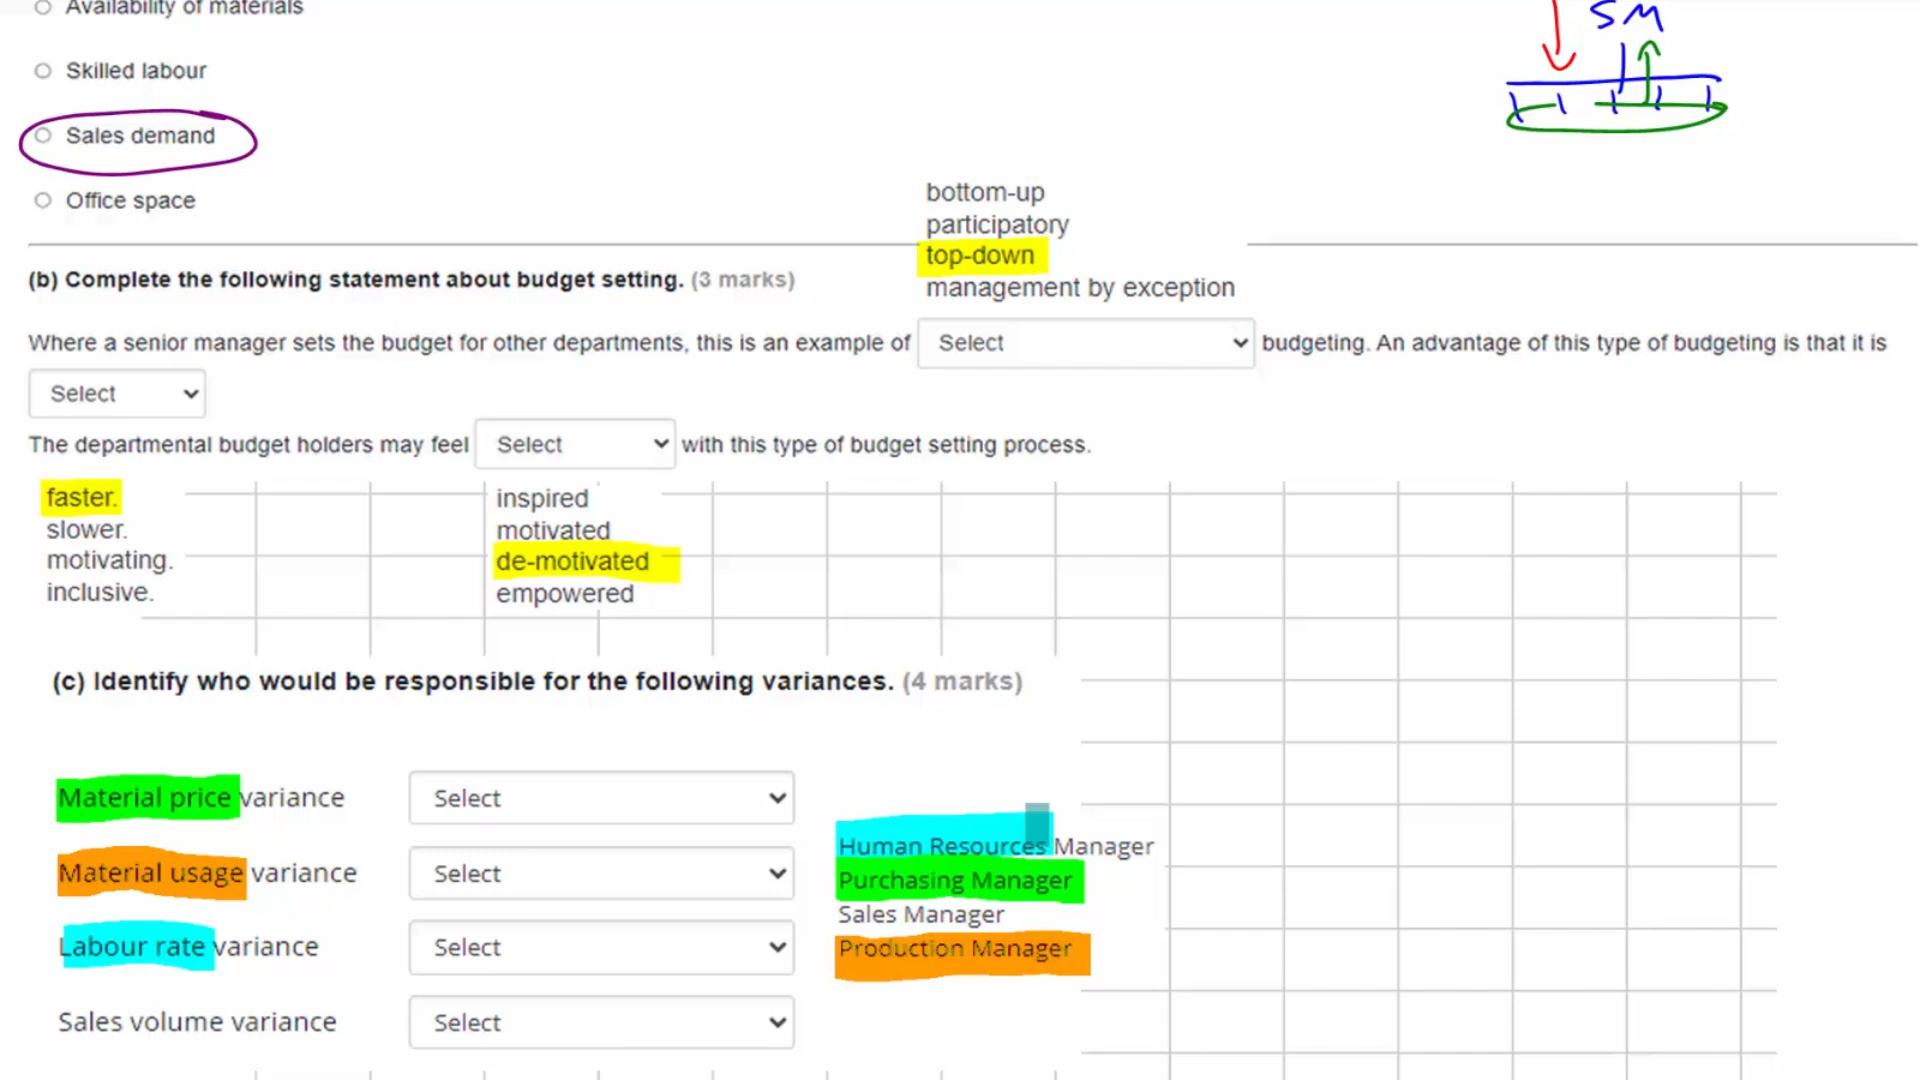 Availability of materials
SM
Skilled labour
Sales demand
Office space
bottom-up
participatory
top-down
management by exception
(b) Complete the following statement about budget setting. (3 marks)
Where a senior manager sets the budget for other departments, this is an example of Select budgeting. An advantage of this type of budgeting is that it is
Select
The departmental budget holders may feel Select with this type of budget setting process.
faster.
slower.
motivating.
inclusive.
inspired
motivated
de-motivated
empowered
(c) Identify who would be responsible for the following variances. (4 marks)
Material price variance Select
Material usage variance Select
Labour rate variance Select
Sales volume variance Select
Human Resources Manager
Purchasing Manager
Sales Manager
Production Manager